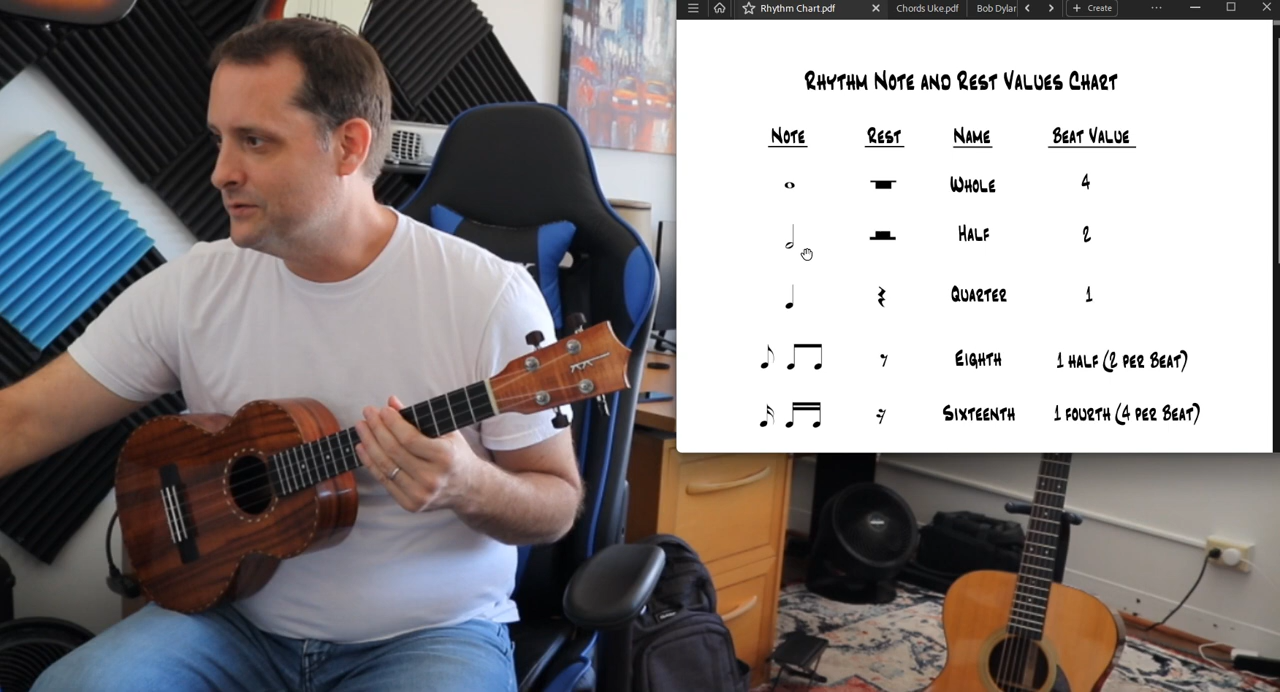 Rhythm Chart.pdf
Chords Uke.pdf
Bob Dylar
Create
Rhythm Note and Rest Values Chart
Note Rest Name Beat Value
Whole 4
Half 2
Quarter 1
Eighth 1 half (2 per Beat)
Sixteenth 1 fourth (4 per Beat)